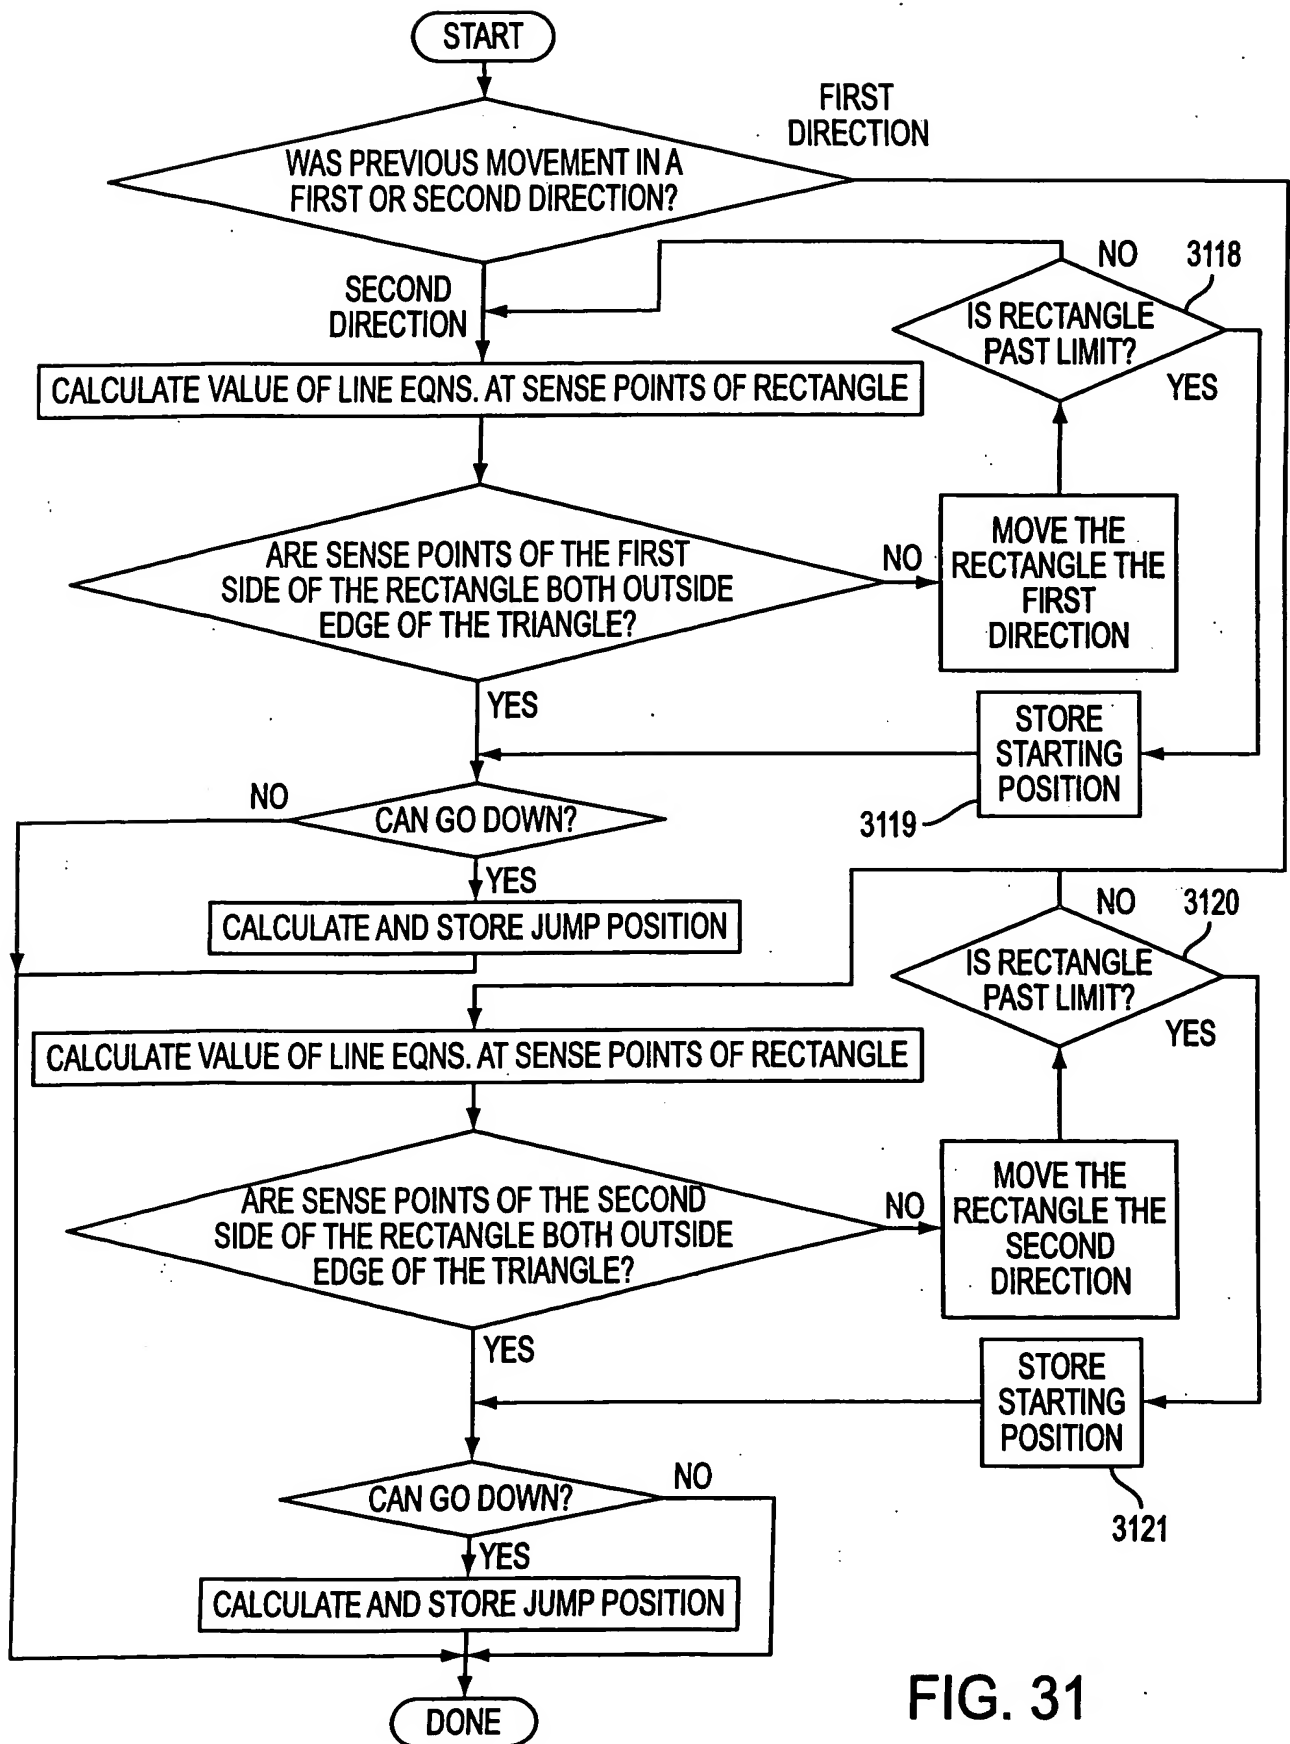 START
FIRST
DIRECTION
WAS PREVIOUS MOVEMENT IN A
FIRST OR SECOND DIRECTION?
NO
3118
SECOND
DIRECTION
IS RECTANGLE
PAST LIMIT?
YES
CALCULATE VALUE OF LINE EQNS. AT SENSE POINTS OF RECTANGLE
ARE SENSE POINTS OF THE FIRST
SIDE OF THE RECTANGLE BOTH OUTSIDE
EDGE OF THE TRIANGLE?
NO
MOVE THE
RECTANGLE THE
FIRST
DIRECTION
YES
STORE
STARTING
POSITION
3119
NO
CAN GO DOWN?
YES
CALCULATE AND STORE JUMP POSITION
NO
3120
IS RECTANGLE
PAST LIMIT?
YES
CALCULATE VALUE OF LINE EQNS. AT SENSE POINTS OF RECTANGLE
ARE SENSE POINTS OF THE SECOND
SIDE OF THE RECTANGLE BOTH OUTSIDE
EDGE OF THE TRIANGLE?
NO
MOVE THE
RECTANGLE THE
SECOND
DIRECTION
YES
STORE
STARTING
POSITION
3121
CAN GO DOWN?
NO
YES
CALCULATE AND STORE JUMP POSITION
DONE
FIG. 31